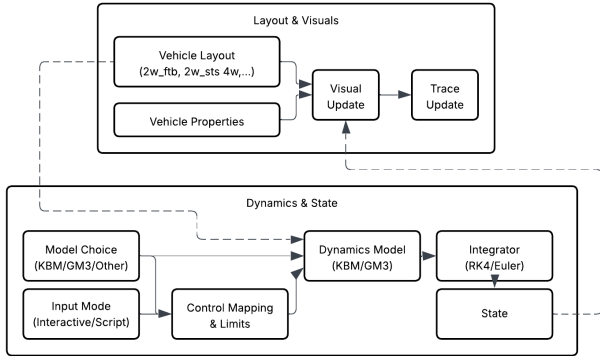 Layout & Visuals
Vehicle Layout
(2w_ftb, 2w_sts 4w,...)
Vehicle Properties
Visual
Update
Trace
Update
Dynamics & State
Model Choice
(KBM/GM3/Other)
Input Mode
(Interactive/Script)
Control Mapping
& Limits
Dynamics Model
(KBM/GM3)
Integrator
(RK4/Euler)
State